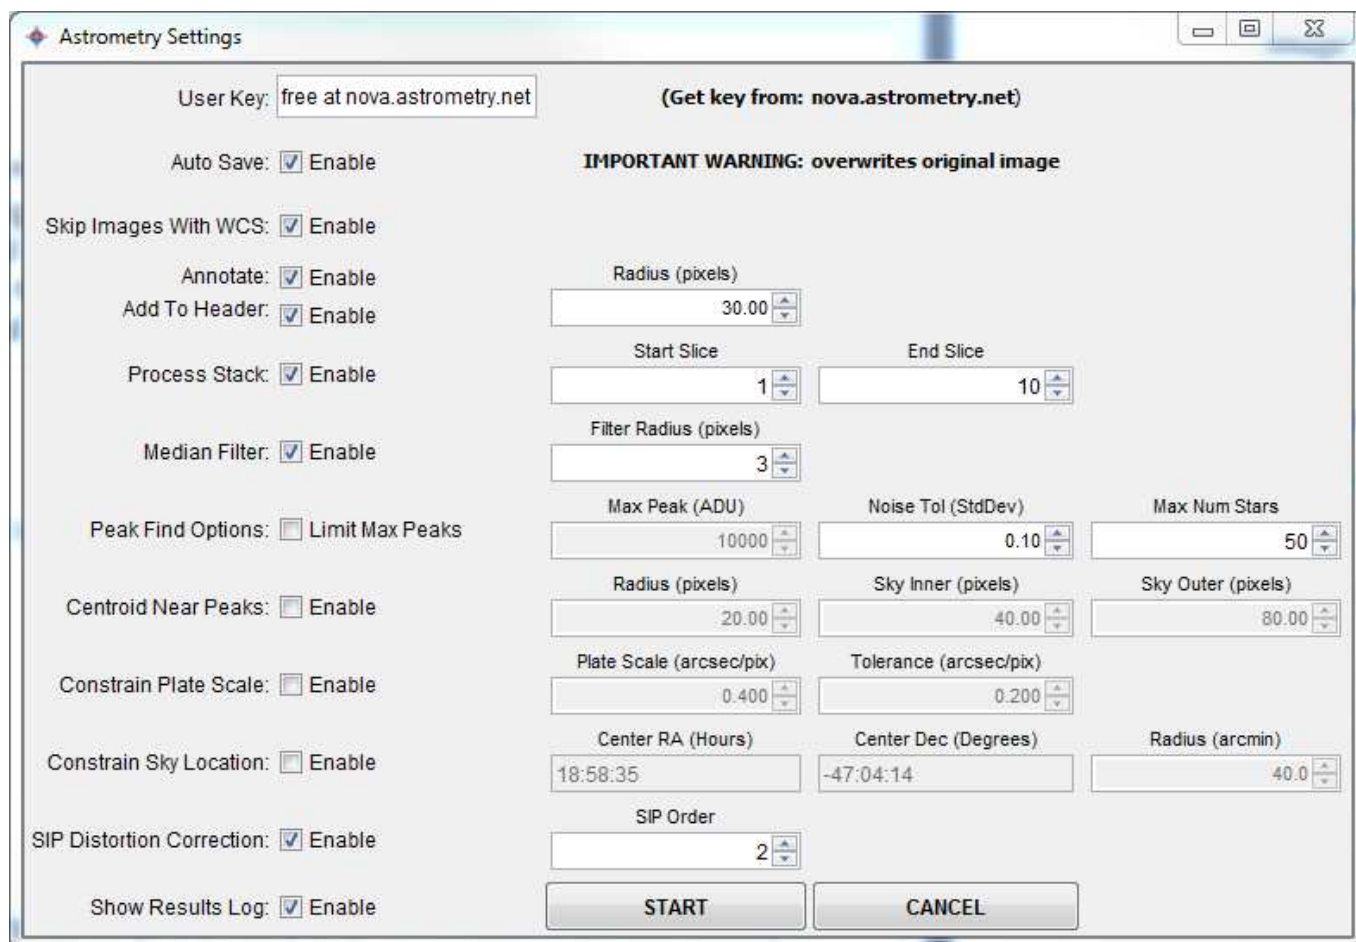 Astrometry Settings
User Key: free at nova.astrometry.net (Get key from: nova.astrometry.net)
Auto Save: Enable IMPORTANT WARNING: overwrites original image
Skip Images With WCS: Enable
Annotate: Enable Radius (pixels)
Add To Header: Enable 30.00
Start Slice End Slice
Process Stack: Enable 1 10
Filter Radius (pixels)
Median Filter: Enable 3
Max Peak (ADU) Noise Tol (StdDev) Max Num Stars
Peak Find Options: Limit Max Peaks 10000 0.10 50
Radius (pixels) Sky Inner (pixels) Sky Outer (pixels)
Centroid Near Peaks: Enable 20.00 40.00 80.00
Plate Scale (arcsec/pix) Tolerance (arcsec/pix)
Constrain Plate Scale: Enable 0.400 0.200
Center RA (Hours) Center Dec (Degrees) Radius (arcmin)
Constrain Sky Location: Enable 18:58:35 -47:04:14 40.0
SIP Order
SIP Distortion Correction: Enable 2
Show Results Log: Enable START CANCEL